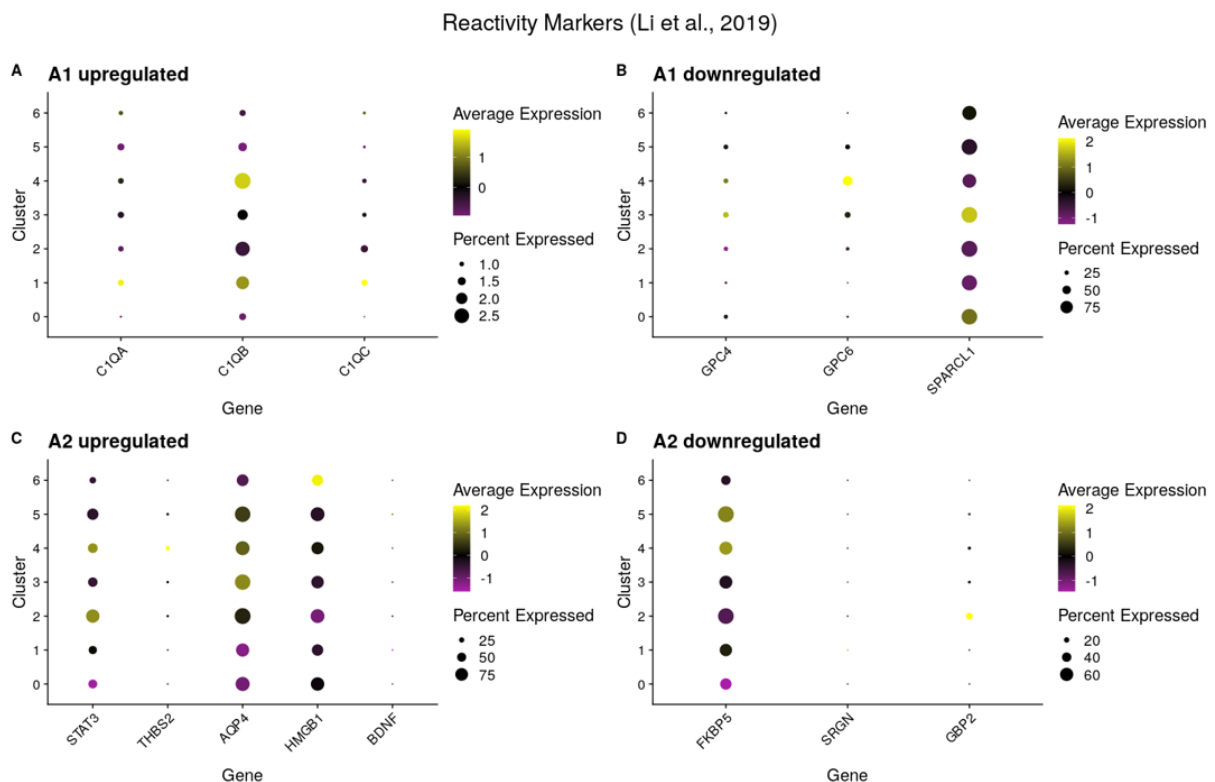 Reactivity Markers (Li et al., 2019)
A A1 upregulated
Cluster
6
5
4
3
2
1
0
C1QA C1QB C1QC
Gene
Average Expression
1
0
Percent Expressed
1.0
1.5
2.0
2.5
B A1 downregulated
Cluster
6
5
4
3
2
1
0
GPC4 GPC6 SPARCL1
Gene
Average Expression
2
1
0
-1
Percent Expressed
25
50
75
C A2 upregulated
Cluster
6
5
4
3
2
1
0
STAT3 THBS2 AQP4 HMGB1 BDNF
Gene
Average Expression
2
1
0
-1
Percent Expressed
25
50
75
D A2 downregulated
Cluster
6
5
4
3
2
1
0
FKBP5 SRGN GBP2
Gene
Average Expression
2
1
0
-1
Percent Expressed
20
40
60